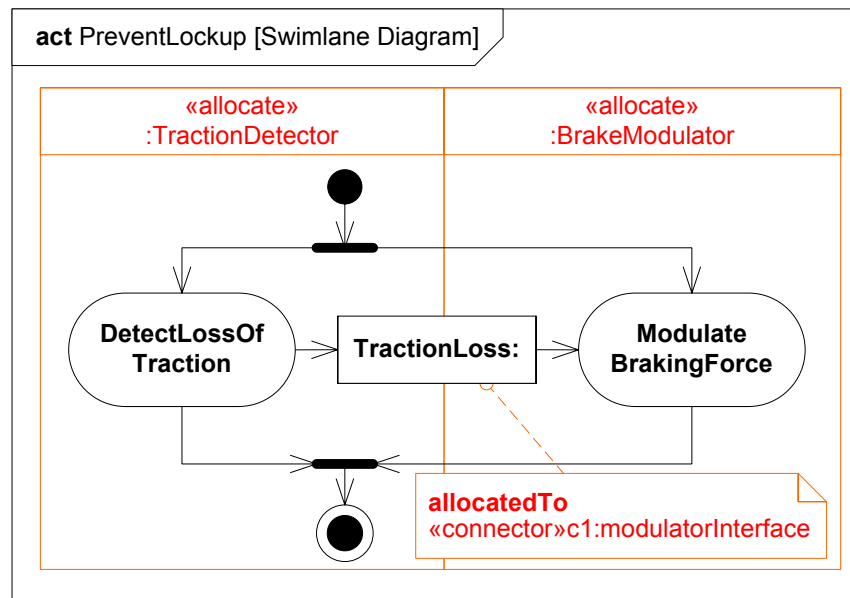 act PreventLockup [Swimlane Diagram]
«allocate»
:TractionDetector
«allocate»
:BrakeModulator
DetectLossOf
Traction
TractionLoss:
Modulate
BrakingForce
allocatedTo
«connector»c1:modulatorInterface